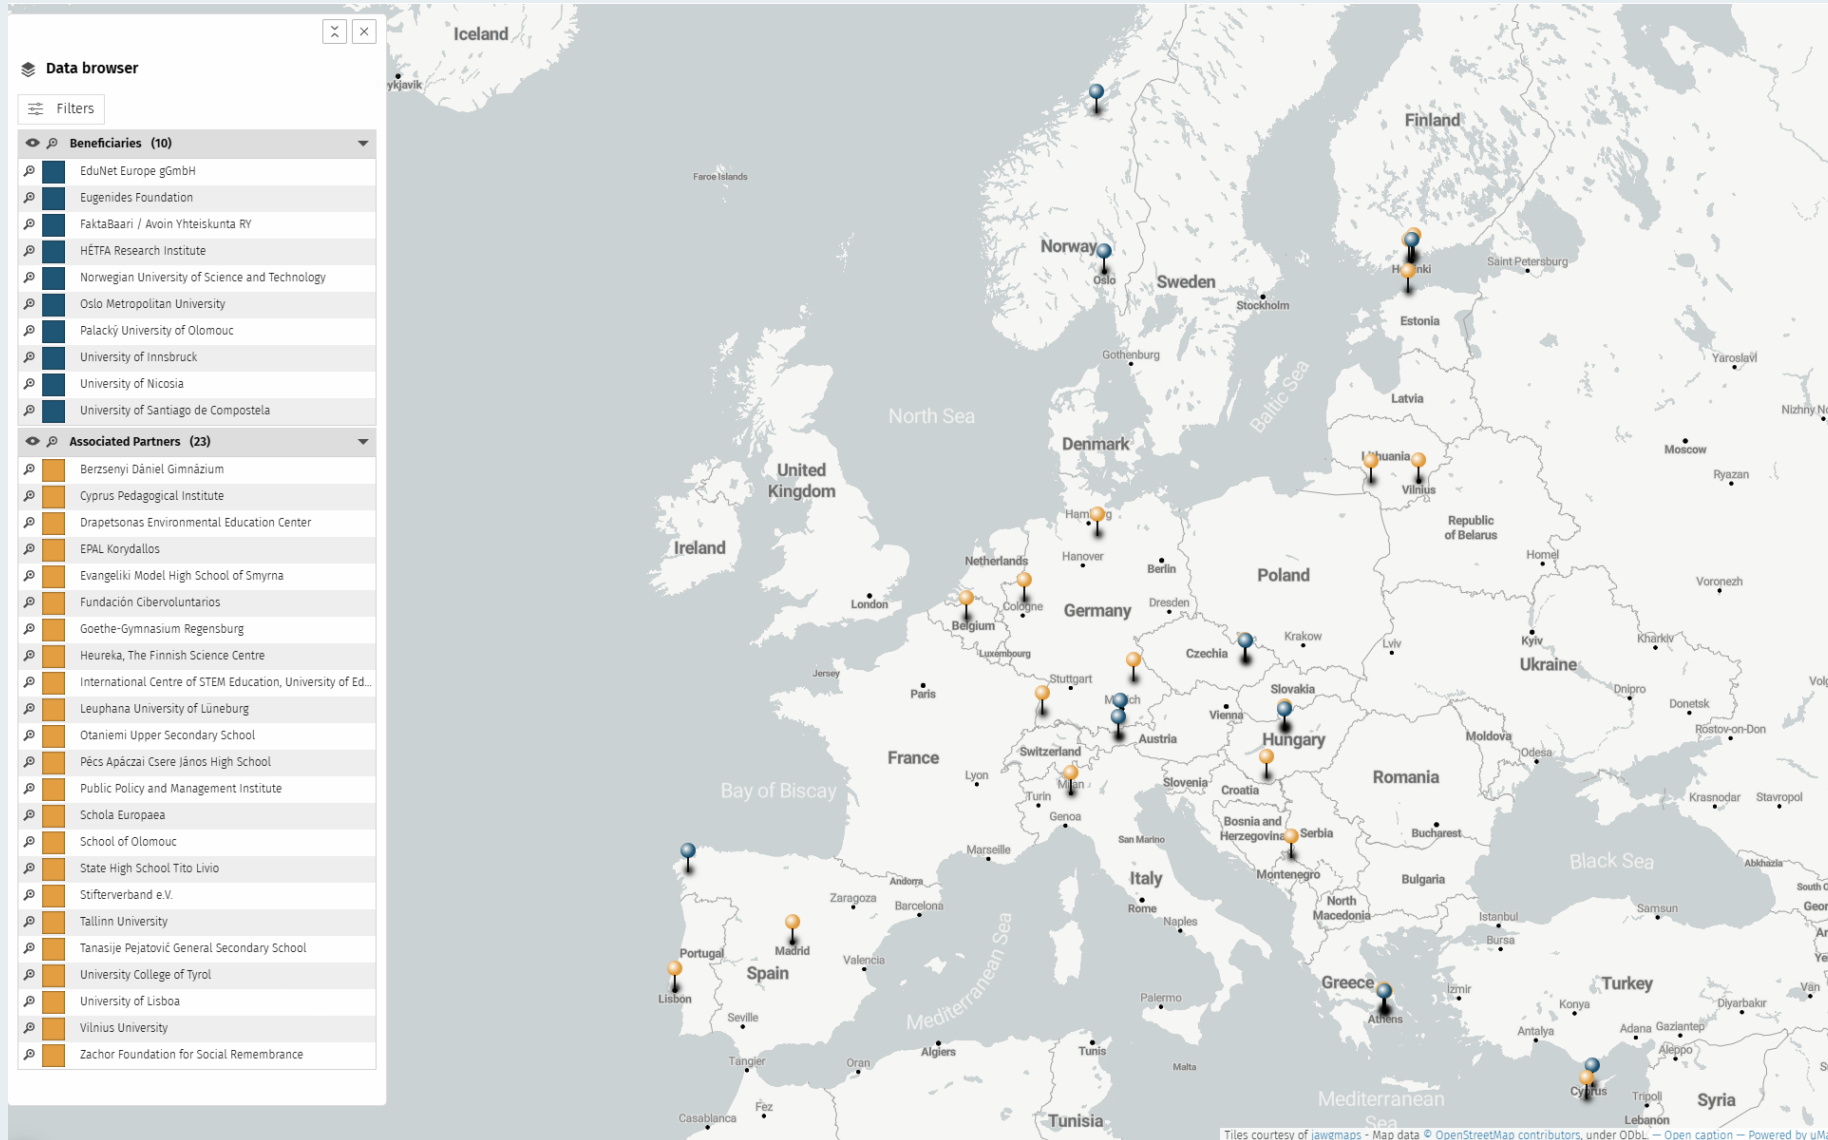 Data browser
Filters
Beneficiaries (10)
EduNet Europe gGmbH
Eugenides Foundation
FaktaBaari / Avoin Yhteiskunta RY
HÉTFA Research Institute
Norwegian University of Science and Technology
Oslo Metropolitan University
Palacký University of Olomouc
University of Innsbruck
University of Nicosia
University of Santiago de Compostela
Associated Partners (23)
Berzsenyi Dániel Gimnázium
Cyprus Pedagogical Institute
Drapetsonas Environmental Education Center
EPAL Korydallos
Evangeliki Model High School of Smyrna
Fundación Cibervoluntarios
Goethe-Gymnasium Regensburg
Heureka, The Finnish Science Centre
International Centre of STEM Education, University of Ed...
Leuphana University of Lüneburg
Otaniemi Upper Secondary School
Pécs Apáczai Csere János High School
Public Policy and Management Institute
Schola Europaea
School of Olomouc
State High School Tito Livio
Stifterverband e.V.
Tallinn University
Tanasije Pejatović General Secondary School
University College of Tyrol
University of Lisboa
Vilnius University
Zachor Foundation for Social Remembrance
Iceland
ykjavik
Faroe Islands
Finland
Norway
Oslo
Sweden
Stockholm
Saint Petersburg
Estonia
Gothenburg
Yaroslavl
Baltic Sea
Latvia
North Sea
Nizhny No
Denmark
Moscow
Ryazan
United
Kingdom
Vilnius
Republic
of Belarus
Ireland
Hanover
Netherlands
Berlin
Homel
Poland
Voronezh
London
Cologne
Germany
Dresden
Belgium
Krakow
Kyiv
Kharkiv
Lviv
Czechia
Luxembourg
Ukraine
Jersey
Stuttgart
Paris
Slovakia
Dnipro
Volg
Donetsk
Vienna
Rostov-on-Don
Austria
Hungary
Moldova
Switzerland
Odesa
France
Lyon
Slovenia
Romania
Croatia
Bay of Biscay
Turin
Krasnodar
Stavropol
Genoa
Bosnia and
Herzegovina
Serbia
Bucharest
San Marino
Marseille
Black Sea
Abkhazia
Montenegro
Andorra
Italy
Bulgaria
South O
Zaragoza
Barcelona
Rome
North
Macedonia
Geor
Naples
Istanbul
Samsun
Ar
Bursa
Madrid
Portugal
Valencia
Ye
Spain
Mediterranean Sea
Greece
Izmir
Turkey
Van
Lisbon
Palermo
Konya
Diyarbakır
Seville
Athens
Antalya
Adana
Gaziantep
Tangier
Oran
Algiers
Tunis
Aleppo
Malta
Cyprus
Mediterranean
Sea
Tripoli
Syria
Fez
Casablanca
Tunisia
Lebanon
Tiles courtesy of jawgmaps - Map data © OpenStreetMap contributors, under ODbL. — Open caption — Powered by uMa